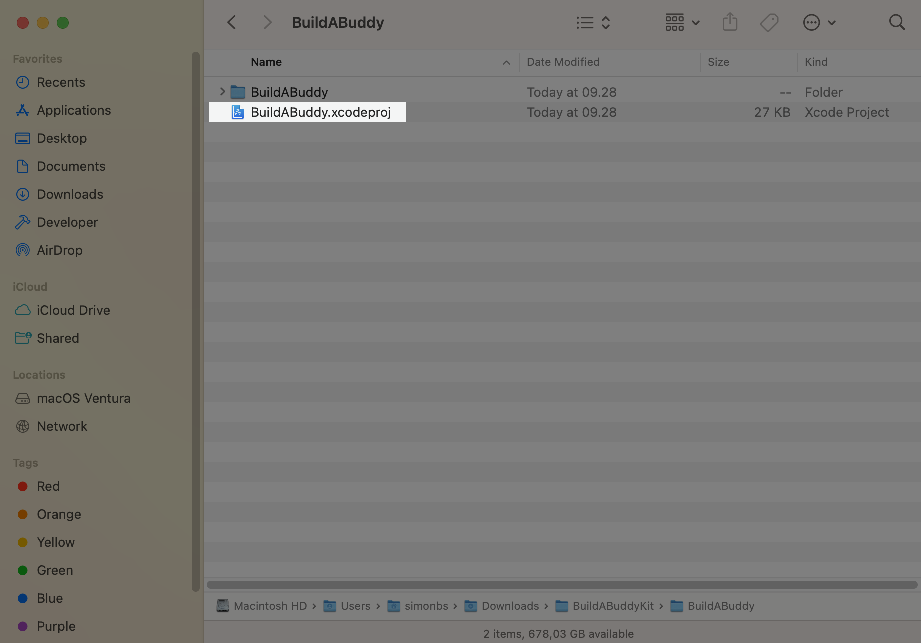 BuildABuddy
Favorites
Recents
Applications
Desktop
Documents
Downloads
Developer
AirDrop
iCloud
iCloud Drive
Shared
Locations
macOS Ventura
Network
Tags
Red
Orange
Yellow
Green
Blue
Purple
Name Date Modified Size Kind
BuildABuddy Today at 09.28 -- Folder
BuildABuddy.xcodeproj Today at 09.28 27 KB Xcode Project
Macintosh HD › Users › simonbs › Downloads › BuildABuddyKit › BuildABuddy
2 items, 678,03 GB available